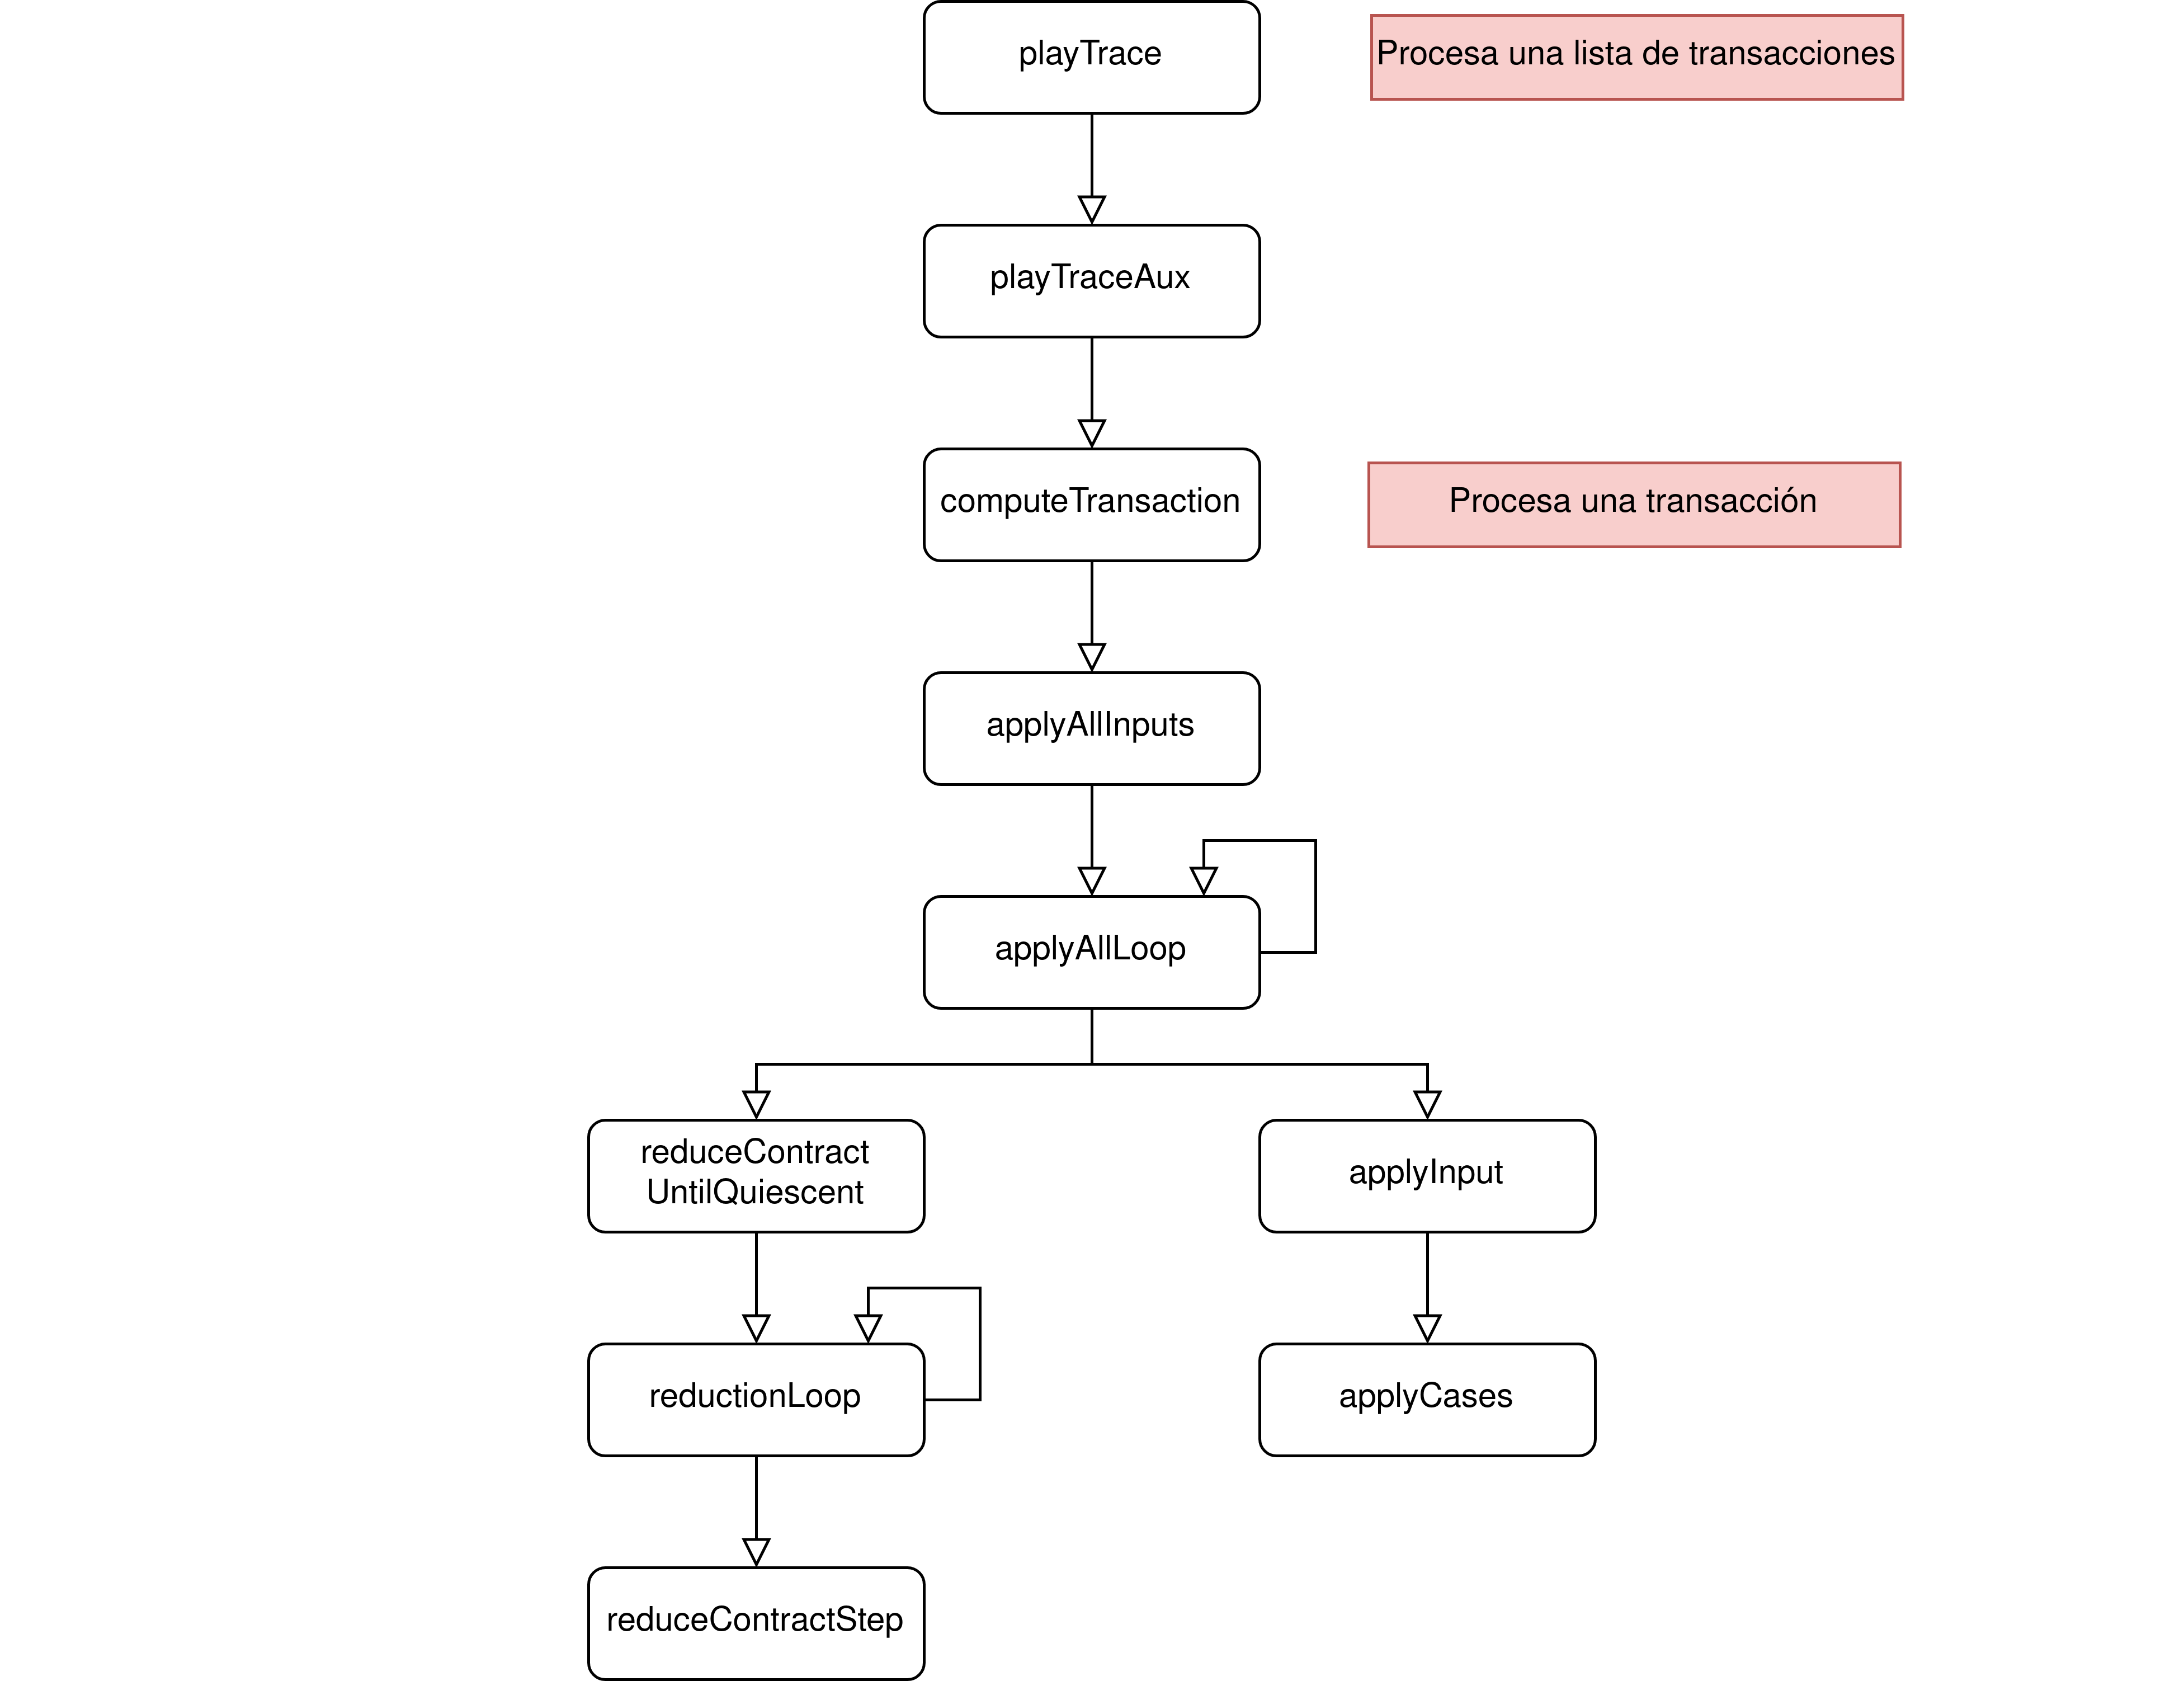 playTrace
Procesa una lista de transacciones
playTraceAux
computeTransaction
Procesa una transacción
applyAllInputs
applyAllLoop
reduceContract
UntilQuiescent
applyInput
reductionLoop
applyCases
reduceContractStep